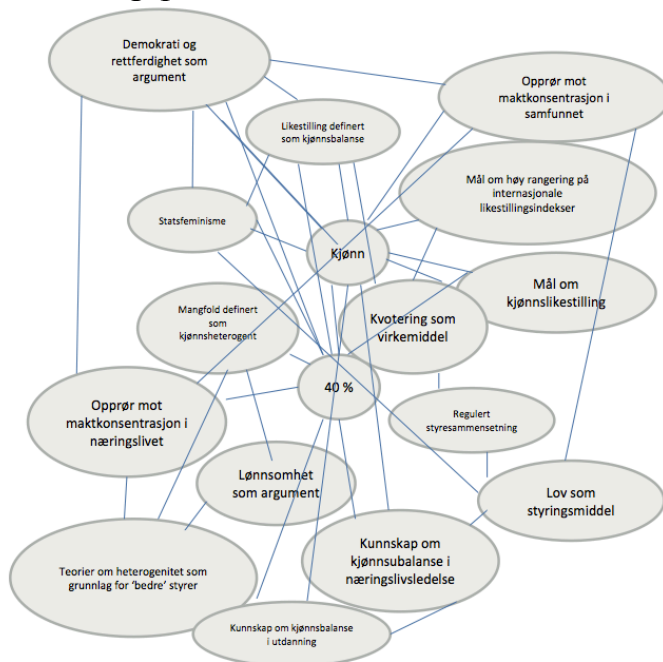 Demokrati og
rettferdighet som
argument
Opprør mot
maktkonsentrasjon i
samfunnet
Likestilling definert
som kjønnsbalanse
Mål om høy rangering på
internasjonale
likestillingsindekser
Statsfeminisme
Kjønn
Mål om
kjønnslikestilling
Mangfold definert
som
kjønnsheterogent
Kvotering som
virkemiddel
40 %
Opprør mot
maktkonsentrasjon i
næringslivet
Regulert
styresammensetning
Lønnsomhet
som argument
Lov som
styringsmiddel
Kunnskap om
kjønnsubalanse i
næringslivsledelse
Teorier om heterogenitet som
grunnlag for 'bedre' styrer
Kunnskap om kjønnsbalanse
i utdanning